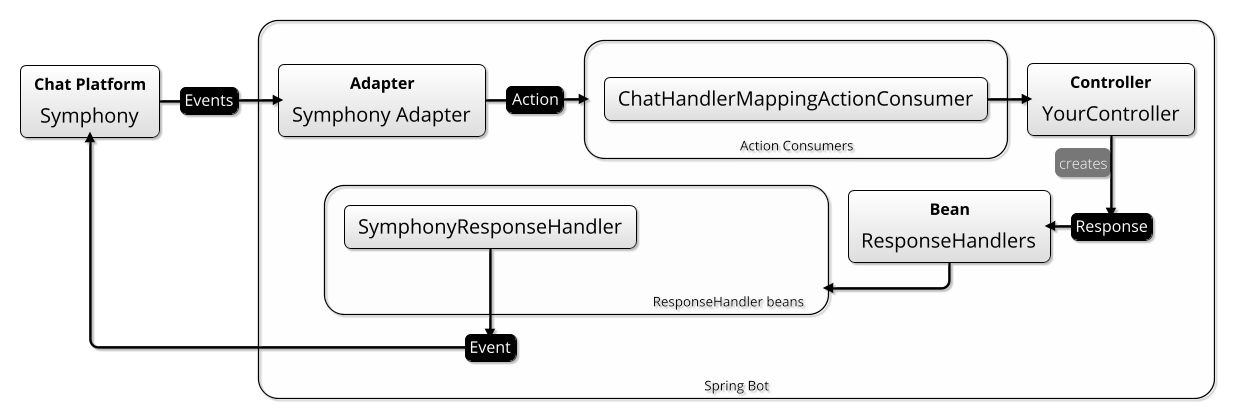 Chat Platform
Symphony
Events
Adapter
Symphony Adapter
Action
ChatHandlerMappingActionConsumer
Action Consumers
Controller
YourController
creates
Response
Bean
ResponseHandlers
SymphonyResponseHandler
ResponseHandler beans
Event
Spring Bot